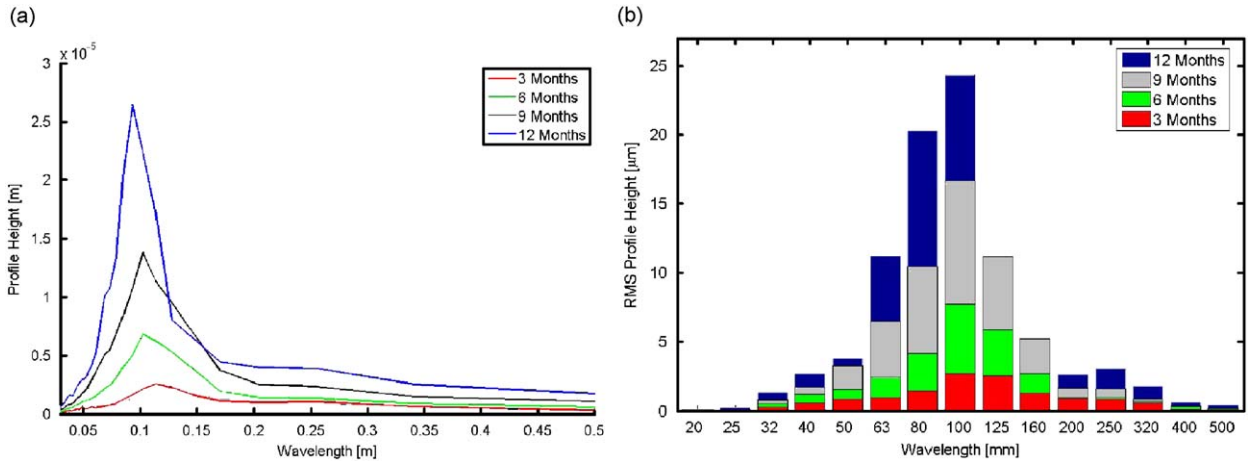 (a)
x 10⁻⁵
3
2.5
2
1.5
1
0.5
0
Profile Height [m]
0.05 0.1 0.15 0.2 0.25 0.3 0.35 0.4 0.45 0.5
Wavelength [m]
3 Months
6 Months
9 Months
12 Months
(b)
25
20
15
10
5
0
RMS Profile Height [μm]
20 25 32 40 50 63 80 100 125 160 200 250 320 400 500
Wavelength [mm]
12 Months
9 Months
6 Months
3 Months